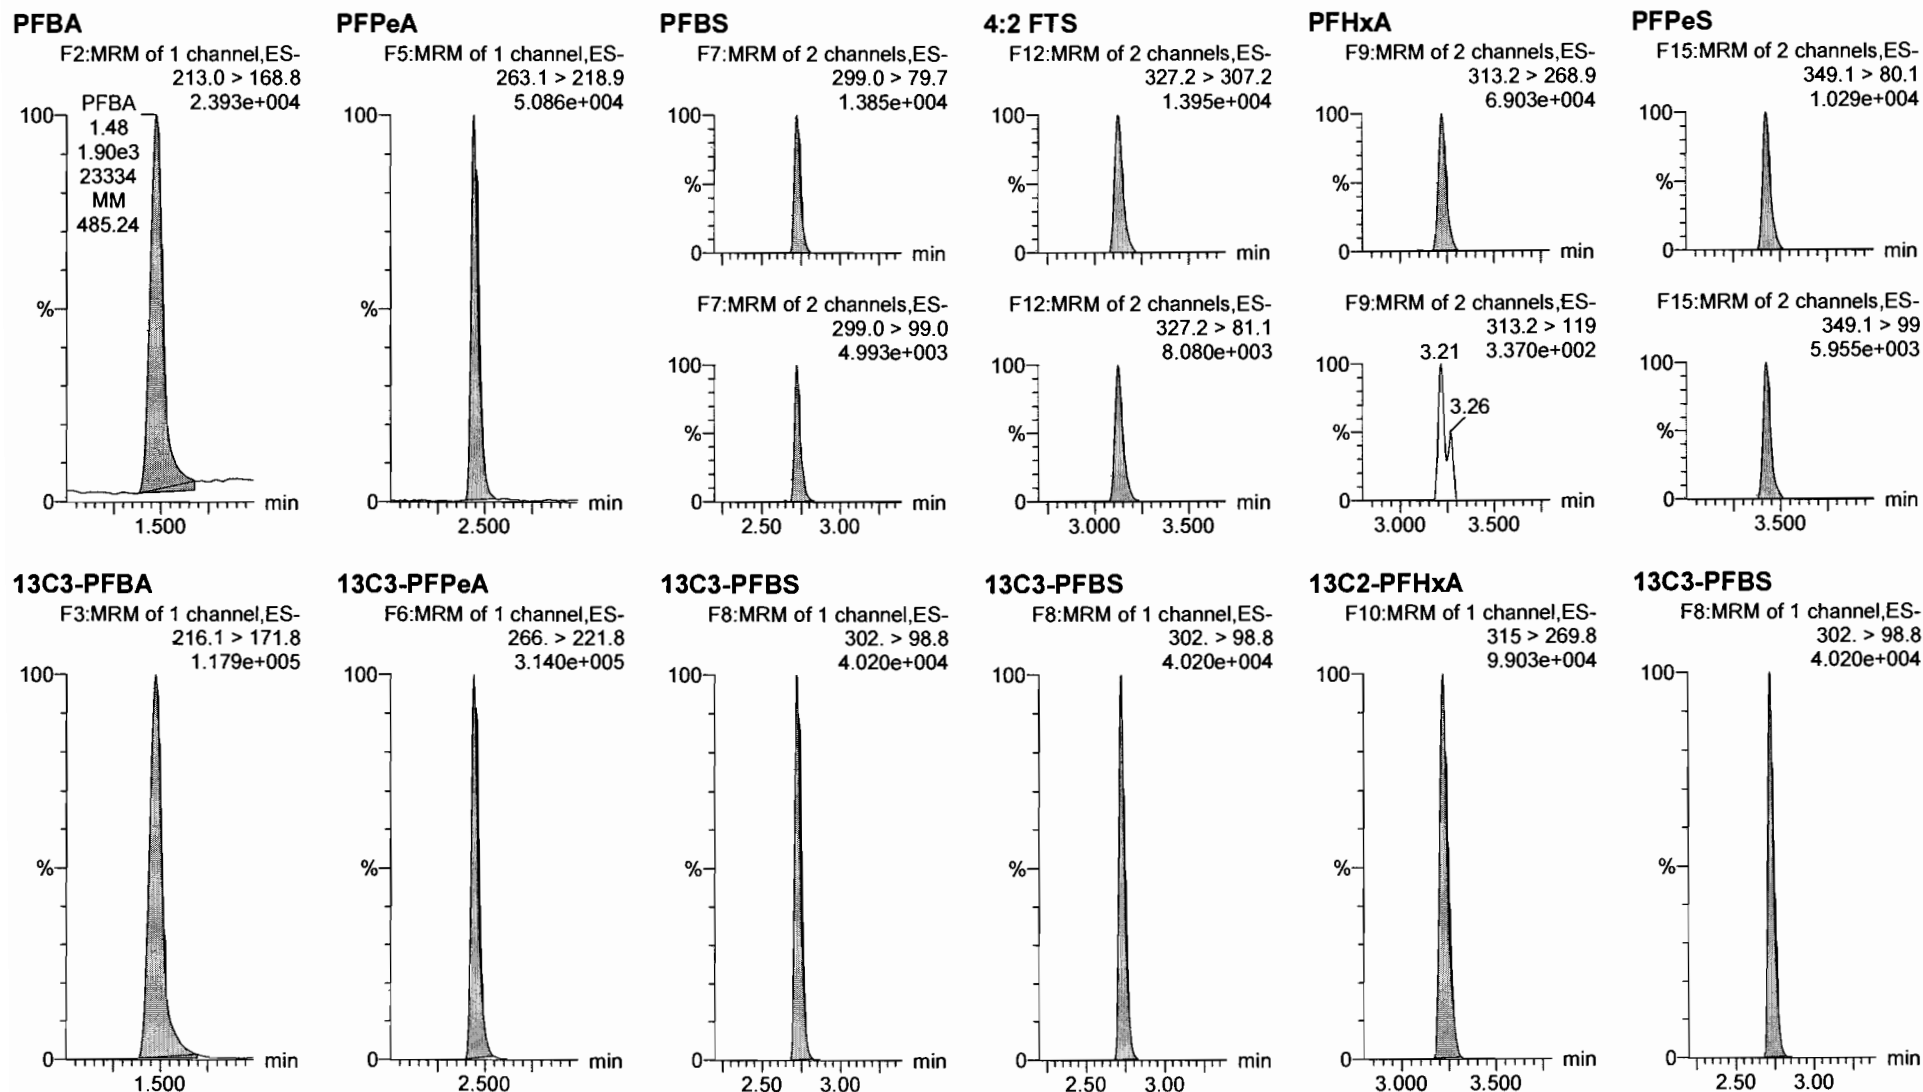 PFBA
F2:MRM of 1 channel,ES-
213.0 > 168.8
2.393e+004
PFBA
1.48
1.90e3
23334
MM
485.24
100
%
0
min
1.500
PFPeA
F5:MRM of 1 channel,ES-
263.1 > 218.9
5.086e+004
100
%
0
min
2.500
PFBS
F7:MRM of 2 channels,ES-
299.0 > 79.7
1.385e+004
100
%
0
min
F7:MRM of 2 channels,ES-
299.0 > 99.0
4.993e+003
100
%
0
min
2.50 3.00
4:2 FTS
F12:MRM of 2 channels,ES-
327.2 > 307.2
1.395e+004
100
%
0
min
F12:MRM of 2 channels,ES-
327.2 > 81.1
8.080e+003
100
%
0
min
3.000 3.500
PFHxA
F9:MRM of 2 channels,ES-
313.2 > 268.9
6.903e+004
100
%
0
min
F9:MRM of 2 channels,ES-
313.2 > 119
3.21 3.370e+002
100
3.26
%
0
min
3.000 3.500
PFPeS
F15:MRM of 2 channels,ES-
349.1 > 80.1
1.029e+004
100
%
0
min
F15:MRM of 2 channels,ES-
349.1 > 99
5.955e+003
100
%
0
min
3.500
13C3-PFBA
F3:MRM of 1 channel,ES-
216.1 > 171.8
1.179e+005
100
%
0
min
1.500
13C3-PFPeA
F6:MRM of 1 channel,ES-
266. > 221.8
3.140e+005
100
%
0
min
2.500
13C3-PFBS
F8:MRM of 1 channel,ES-
302. > 98.8
4.020e+004
100
%
0
min
2.50 3.00
13C3-PFBS
F8:MRM of 1 channel,ES-
302. > 98.8
4.020e+004
100
%
0
min
2.50 3.00
13C2-PFHxA
F10:MRM of 1 channel,ES-
315 > 269.8
9.903e+004
100
%
0
min
3.000 3.500
13C3-PFBS
F8:MRM of 1 channel,ES-
302. > 98.8
4.020e+004
100
%
0
min
2.50 3.00